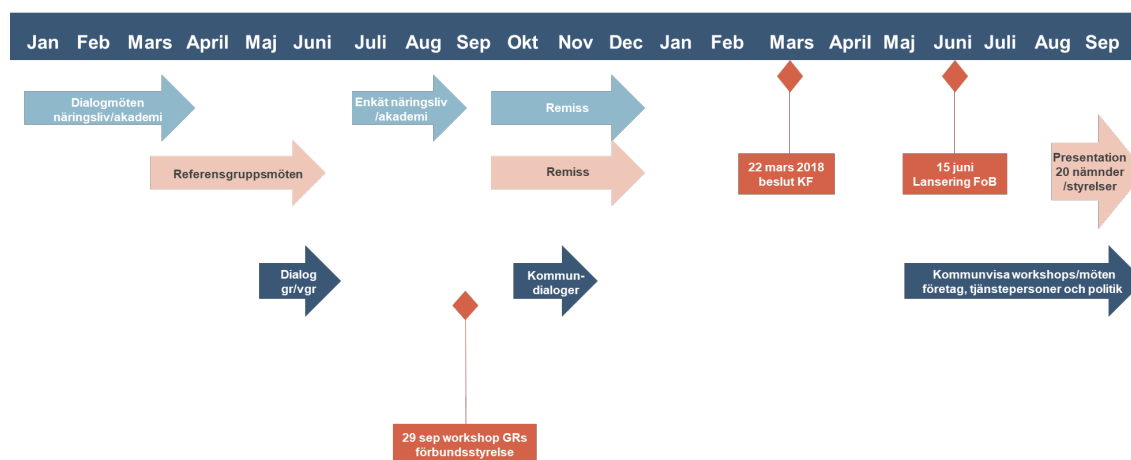 Jan Feb Mars April Maj Juni Juli Aug Sep Okt Nov Dec Jan Feb Mars April Maj Juni Juli Aug Sep
Dialogmöten
näringsliv/akademi
Enkät näringsliv
/akademi
Remiss
Referensgruppsmöten
Remiss
22 mars 2018
beslut KF
15 juni
Lansering FoB
Presentation
20 nämnder
/styrelser
Dialog
gr/vgr
Kommun-
dialoger
Kommunvisa workshops/möten
företag, tjänstepersoner och politik
29 sep workshop GRs
förbundsstyrelse